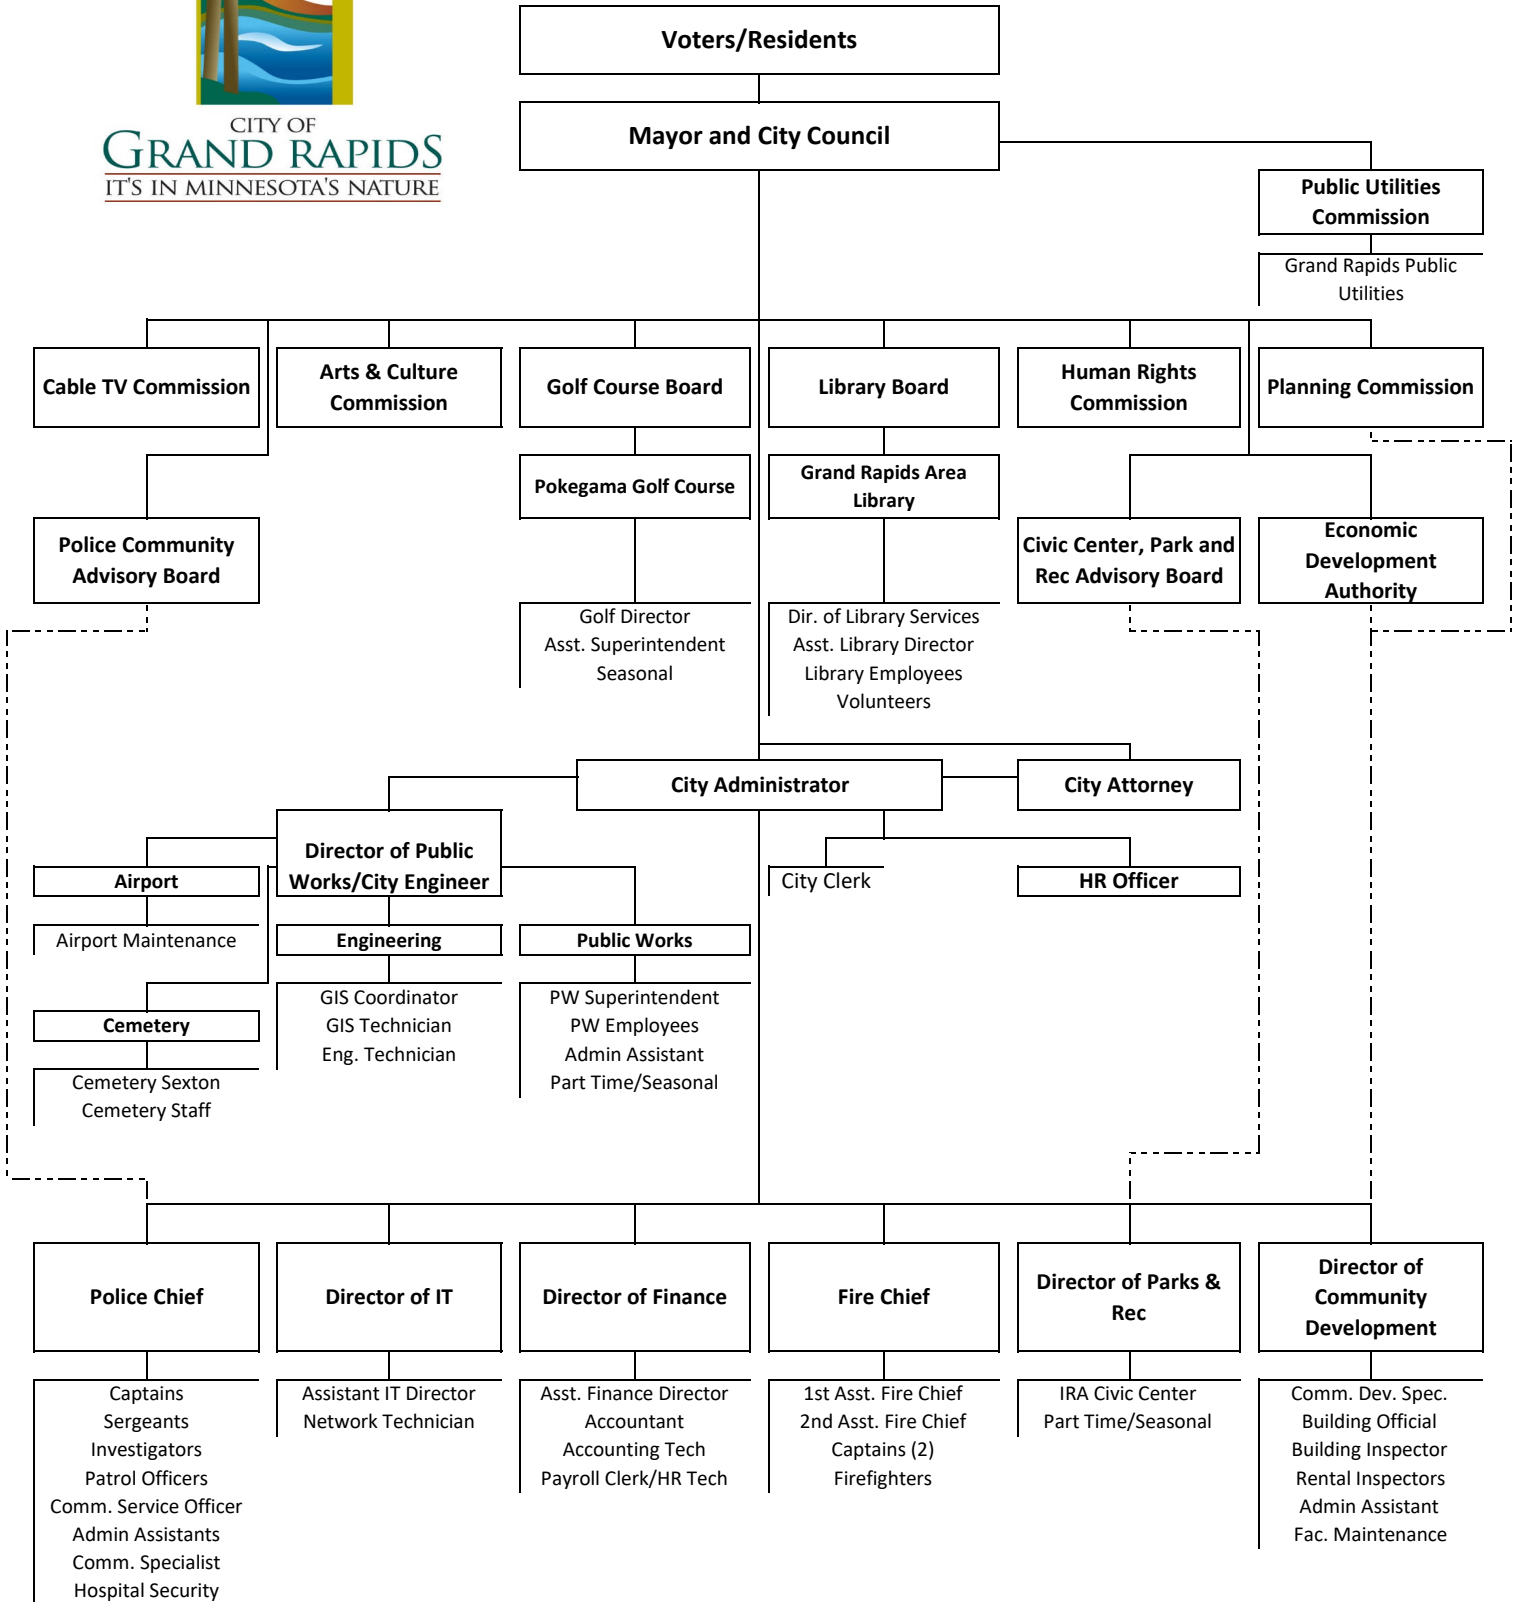 Voters/Residents
CITY OF
GRAND RAPIDS
IT'S IN MINNESOTA'S NATURE
Mayor and City Council
Public Utilities
Commission
Grand Rapids Public
Utilities
Cable TV Commission
Arts & Culture
Commission
Golf Course Board
Library Board
Human Rights
Commission
Planning Commission
Pokegama Golf Course
Grand Rapids Area
Library
Police Community
Advisory Board
Civic Center, Park and
Rec Advisory Board
Economic
Development
Authority
Golf Director
Asst. Superintendent
Seasonal
Dir. of Library Services
Asst. Library Director
Library Employees
Volunteers
City Administrator
City Attorney
Director of Public
Works/City Engineer
Airport
City Clerk
HR Officer
Airport Maintenance
Engineering
Public Works
Cemetery
GIS Coordinator
GIS Technician
Eng. Technician
PW Superintendent
PW Employees
Admin Assistant
Part Time/Seasonal
Cemetery Sexton
Cemetery Staff
Police Chief
Director of IT
Director of Finance
Fire Chief
Director of Parks &
Rec
Director of
Community
Development
Captains
Sergeants
Investigators
Patrol Officers
Comm. Service Officer
Admin Assistants
Comm. Specialist
Hospital Security
Assistant IT Director
Network Technician
Asst. Finance Director
Accountant
Accounting Tech
Payroll Clerk/HR Tech
1st Asst. Fire Chief
2nd Asst. Fire Chief
Captains (2)
Firefighters
IRA Civic Center
Part Time/Seasonal
Comm. Dev. Spec.
Building Official
Building Inspector
Rental Inspectors
Admin Assistant
Fac. Maintenance